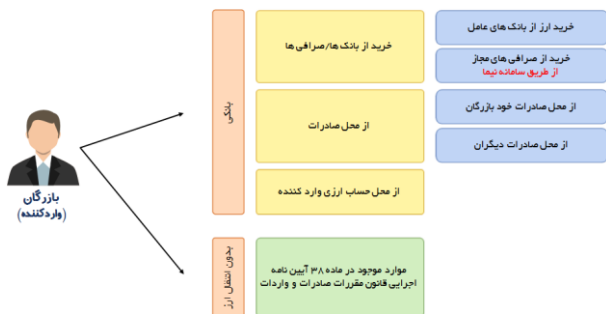 بازرگان
(واردکننده)
بانکی
خرید از بانک ها/صرافی ها
خرید ارز از بانک های عامل
خرید از صرافی های مجاز
از طریق سامانه نیما
از محل صادرات
از محل صادرات خود بازرگان
از محل صادرات دیگران
از محل حساب ارزی وارد کننده
بدون انتقال ارز
موارد موجود در ماده ۳۸ آیین نامه
اجرایی قانون مقررات صادرات و واردات